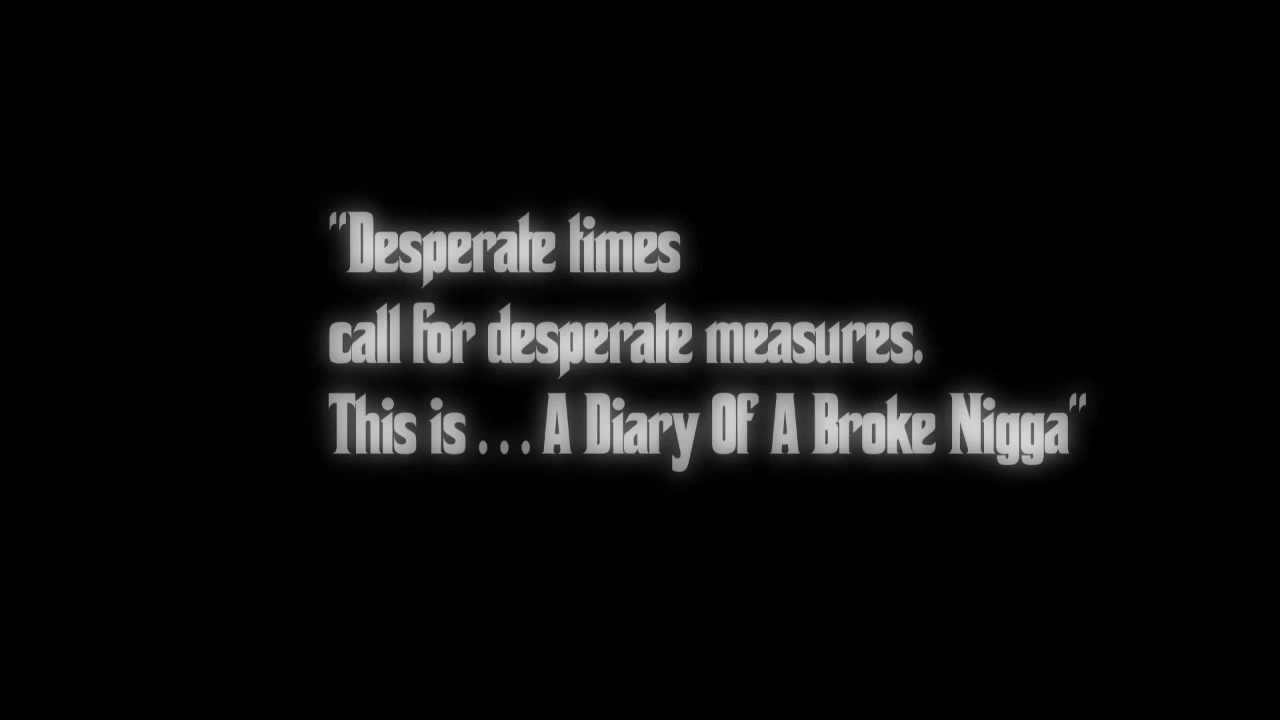 "Desperate times
call for desperate measures.
This is . . . A Diary Of A Broke Nigga"